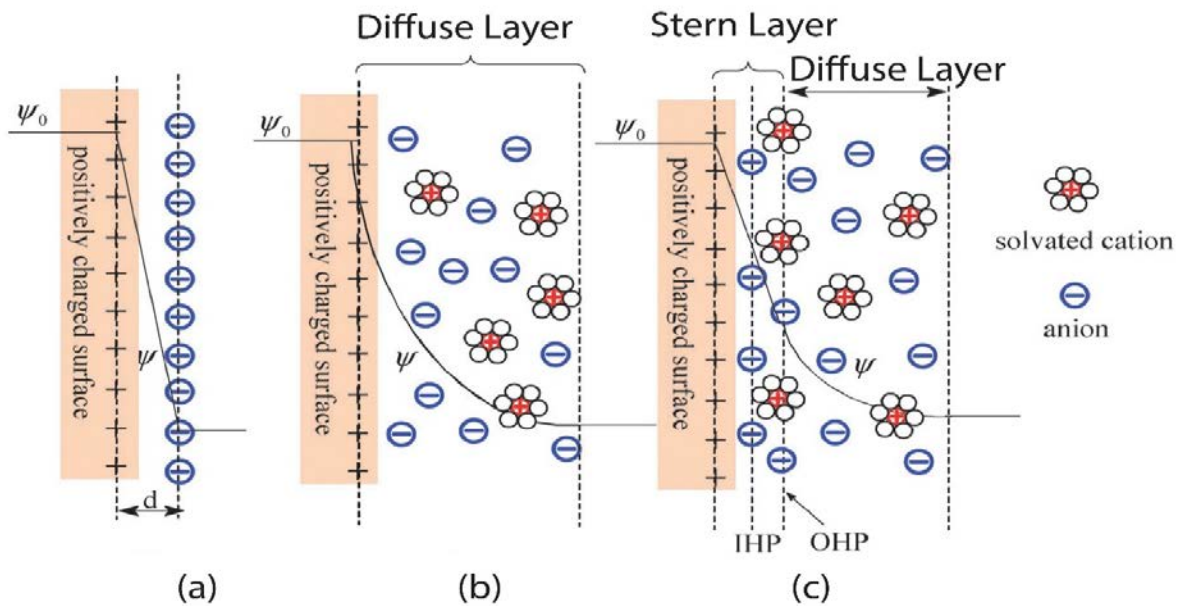 Diffuse Layer
Stern Layer
Diffuse Layer
ψ0
positively charged surface
ψ
d
ψ0
positively charged surface
ψ
ψ0
positively charged surface
ψ
IHP
OHP
solvated cation
anion
(a)
(b)
(c)